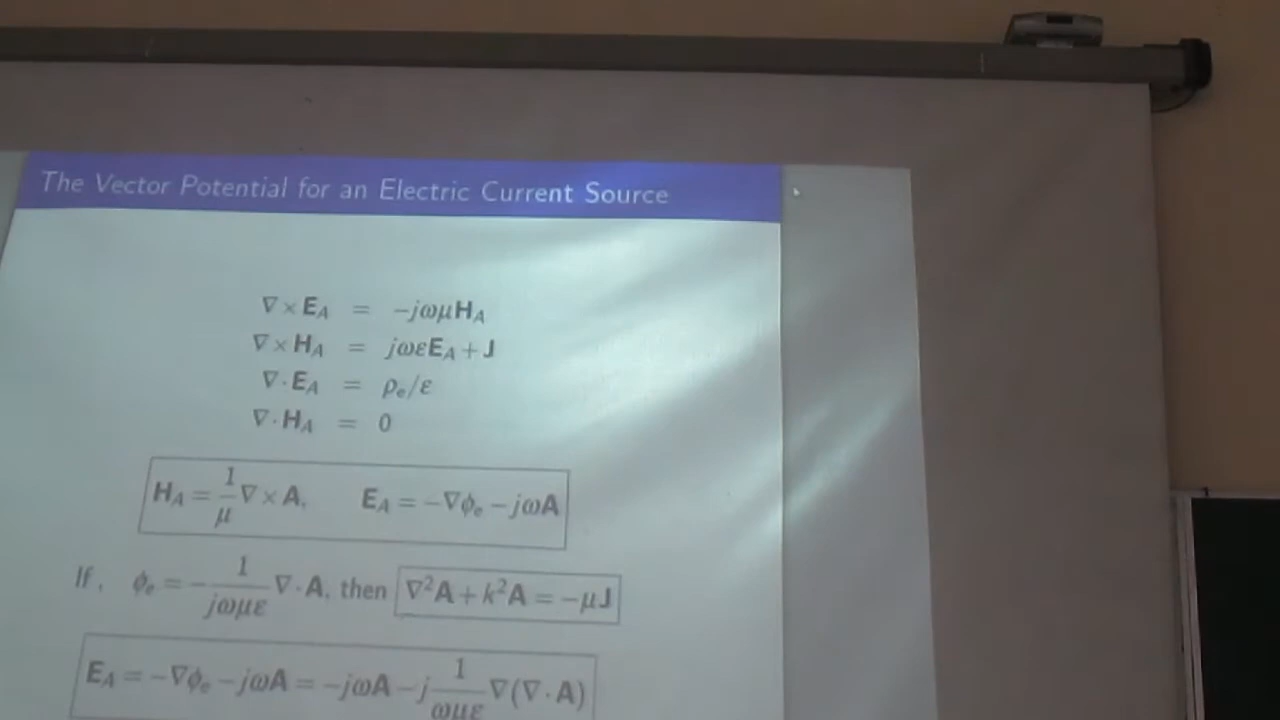 The Vector Potential for an Electric Current Source
∇ × E_A = −jωμH_A
∇ × H_A = jωεE_A + J
∇ · E_A = ρ_e/ε
∇ · H_A = 0
H_A = 1/μ ∇ × A, E_A = −∇ϕ_e − jωA
If, ϕ_e = − 1/jωμε ∇ · A, then ∇²A + k²A = −μJ
E_A = −∇ϕ_e − jωA = −jωA − j 1/ωμε ∇(∇ · A)